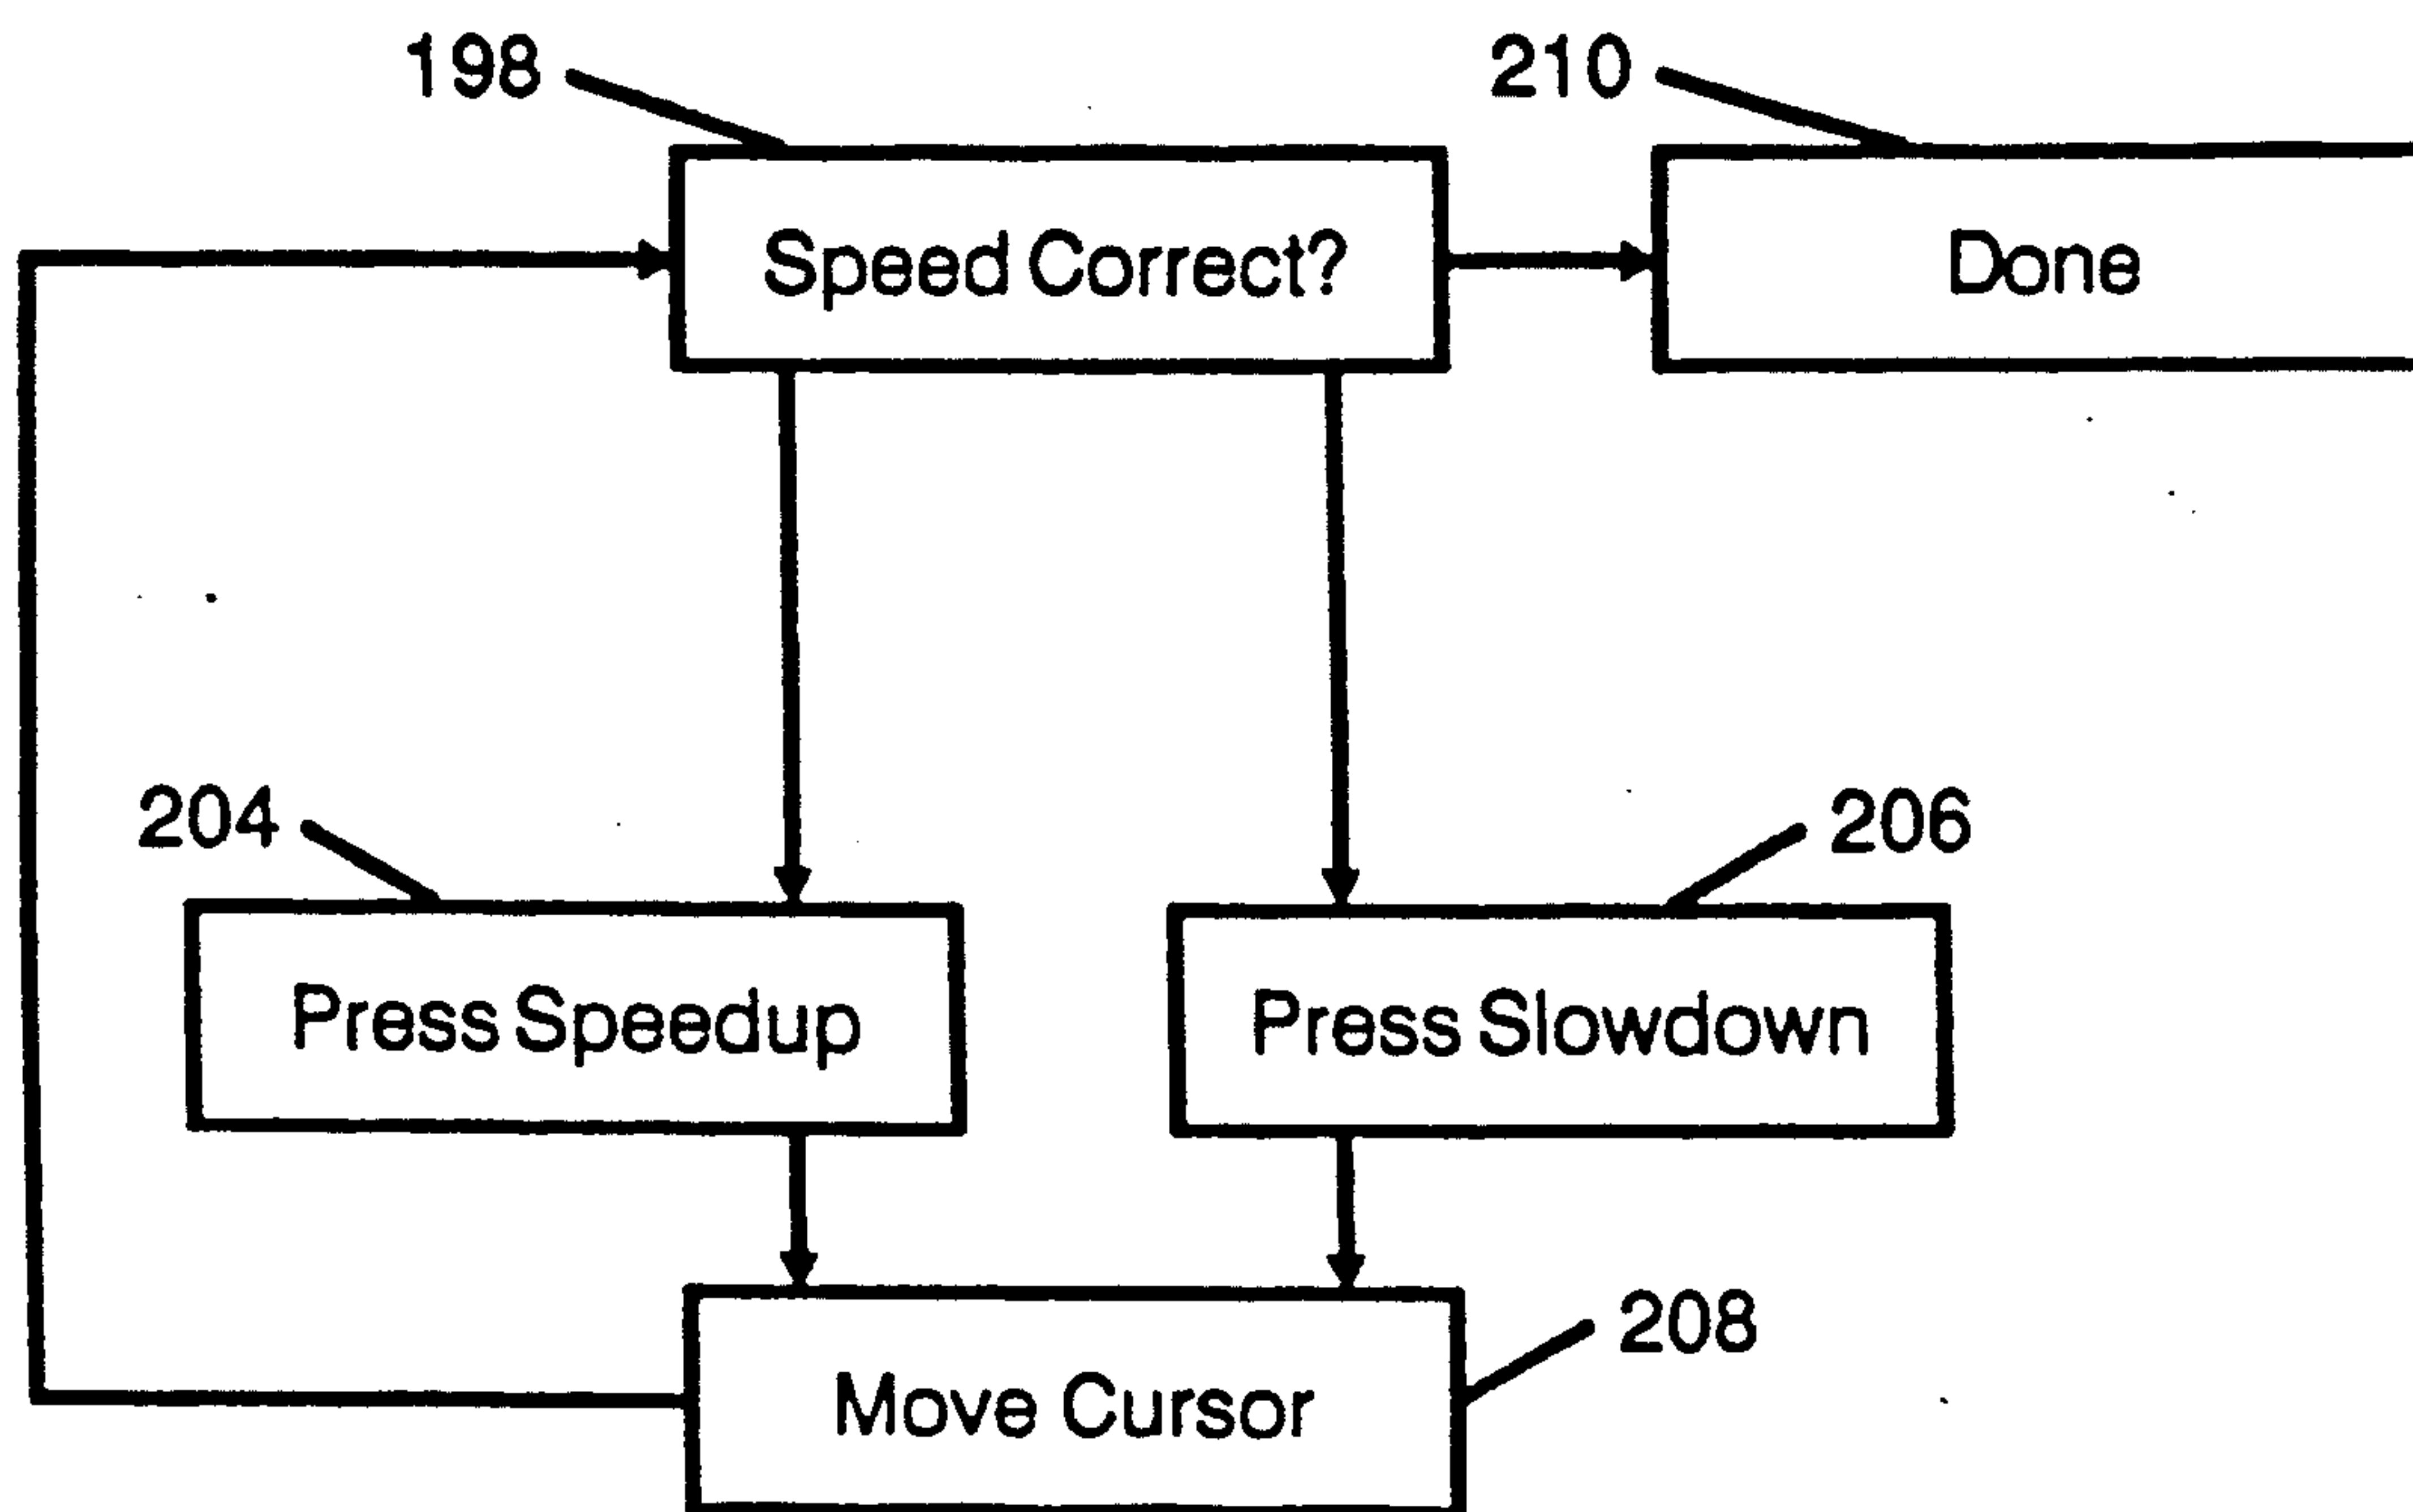 198
210
Speed Correct?
Done
204
206
Press Speedup
Press Slowdown
208
Move Cursor